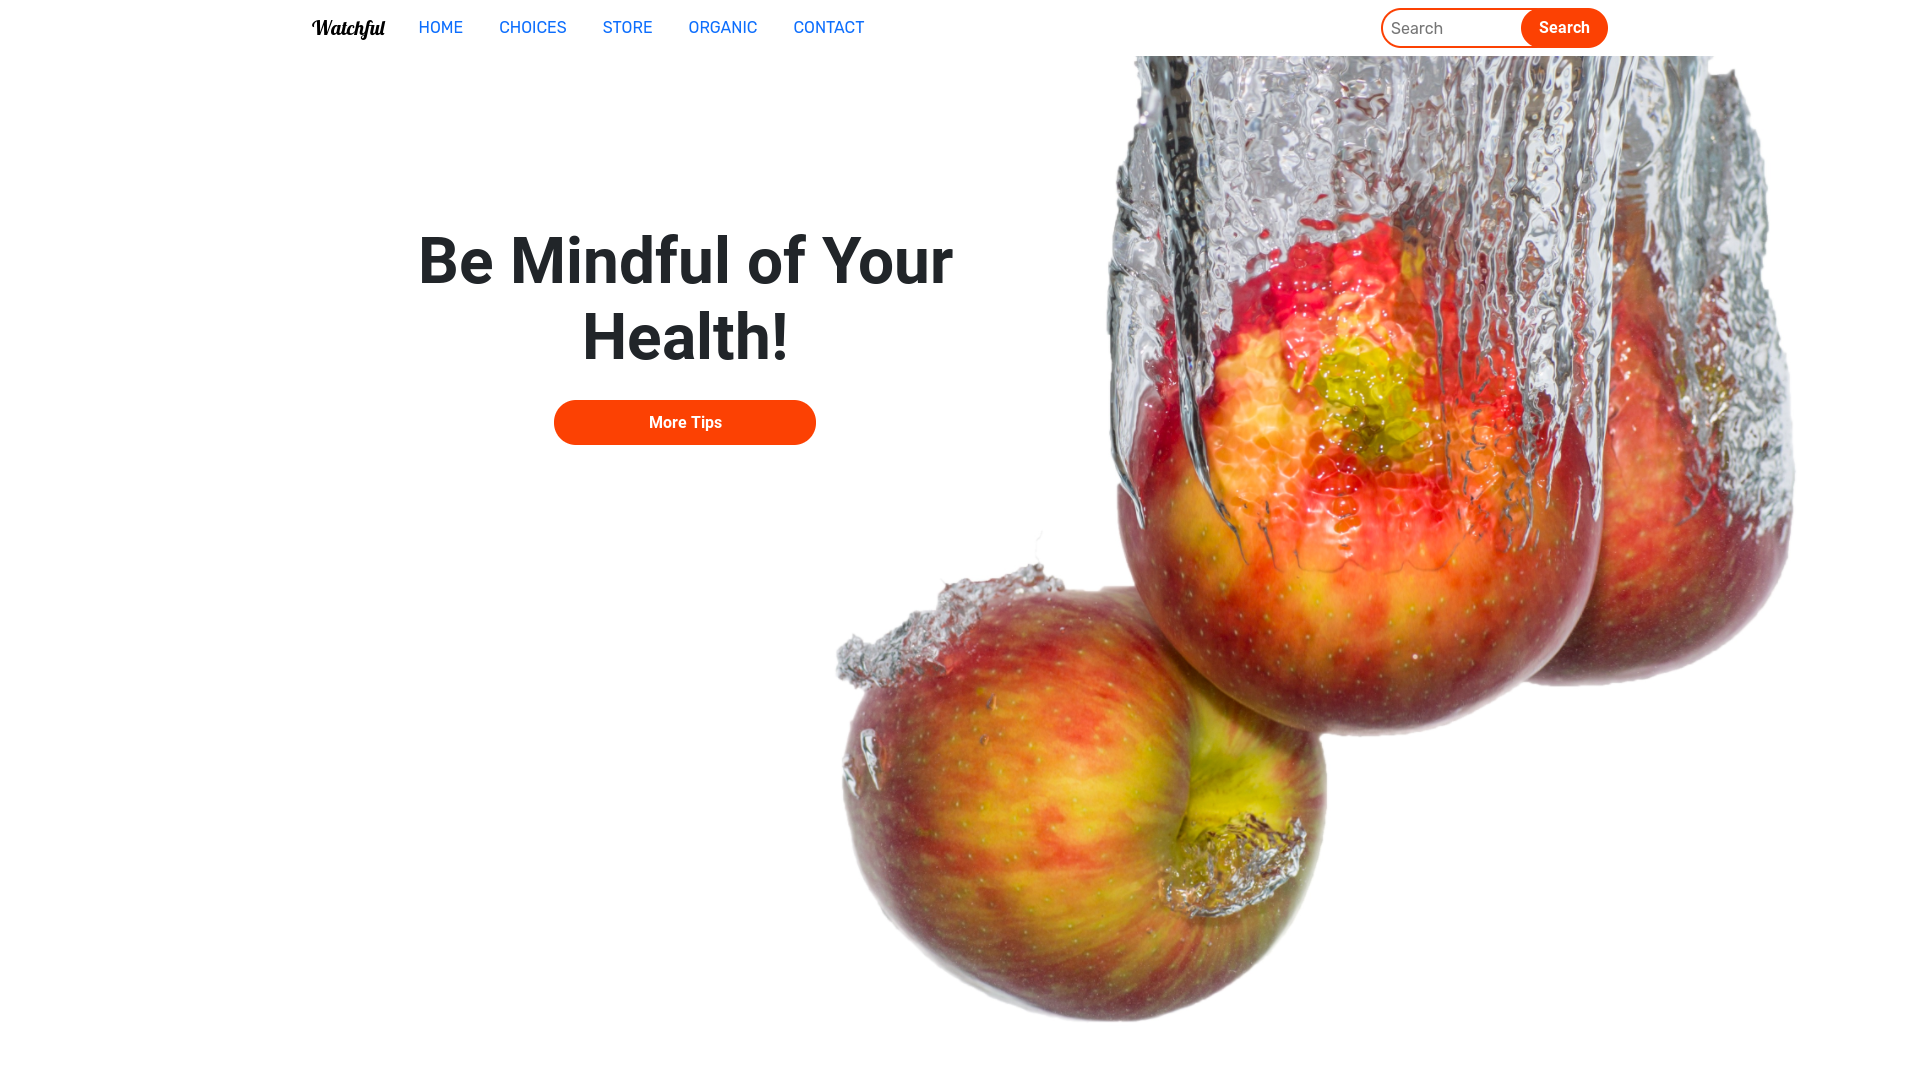 Watchful
HOME
CHOICES
STORE
ORGANIC
CONTACT
Search
Search
Be Mindful of Your
Health!
More Tips